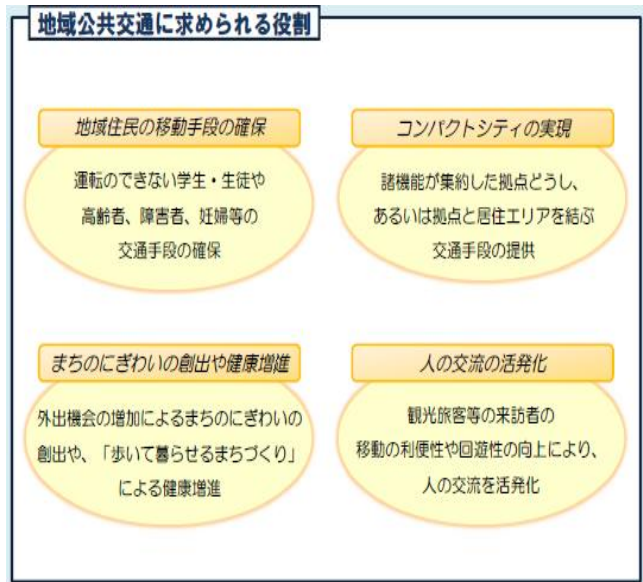 地域公共交通に求められる役割
地域住民の移動手段の確保
運転のできない学生・生徒や
高齢者、障害者、妊婦等の
交通手段の確保
コンパクトシティの実現
諸機能が集約した拠点どうし、
あるいは拠点と居住エリアを結ぶ
交通手段の提供
まちのにぎわいの創出や健康増進
外出機会の増加によるまちのにぎわいの
創出や、「歩いて暮らせるまちづくり」
による健康増進
人の交流の活発化
観光旅客等の来訪者の
移動の利便性や回遊性の向上により、
人の交流を活発化